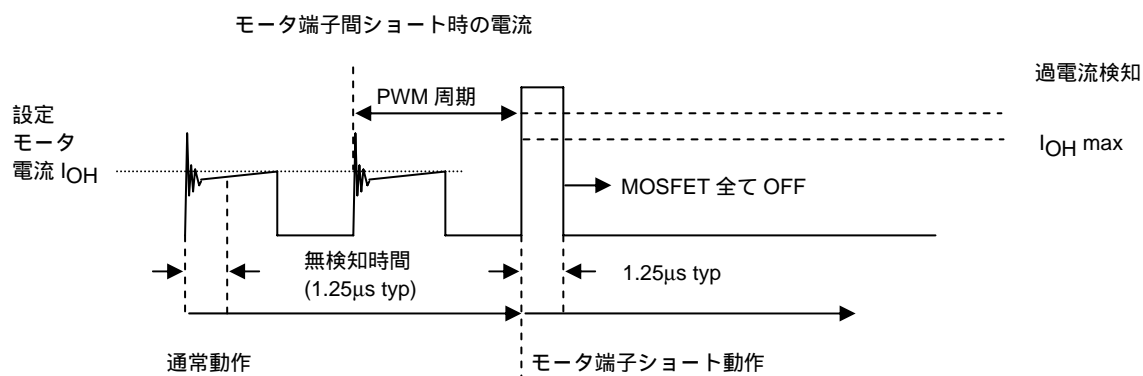 モータ端子間ショート時の電流
過電流検知
PWM 周期
設定
モータ
電流 IOH
IOH max
MOSFET 全て OFF
無検知時間
(1.25μs typ)
1.25μs typ
通常動作
モータ端子ショート動作